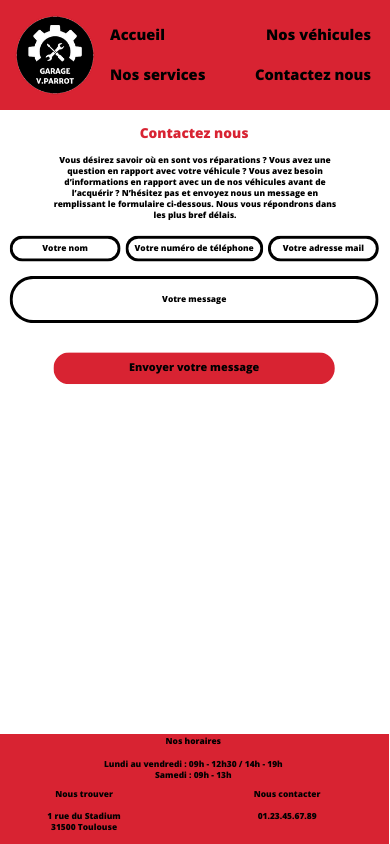 GARAGE
V.PARROT
Accueil
Nos véhicules
Nos services
Contactez nous
Contactez nous
Vous désirez savoir où en sont vos réparations ? Vous avez une
question en rapport avec votre véhicule ? Vous avez besoin
d'informations en rapport avec un de nos véhicules avant de
l'acquérir ? N'hésitez pas et envoyez nous un message en
remplissant le formulaire ci-dessous. Nous vous répondrons dans
les plus bref délais.
Votre nom
Votre numéro de téléphone
Votre adresse mail
Votre message
Envoyer votre message
Nos horaires
Lundi au vendredi : 09h - 12h30 / 14h - 19h
Samedi : 09h - 13h
Nous trouver
1 rue du Stadium
31500 Toulouse
Nous contacter
01.23.45.67.89